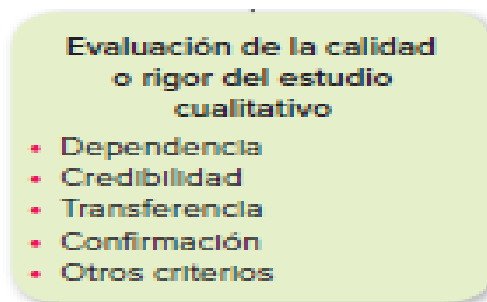 Evaluación de la calidad
o rigor del estudio
cualitativo
• Dependencia
• Credibilidad
• Transferencia
• Confirmación
• Otros criterios